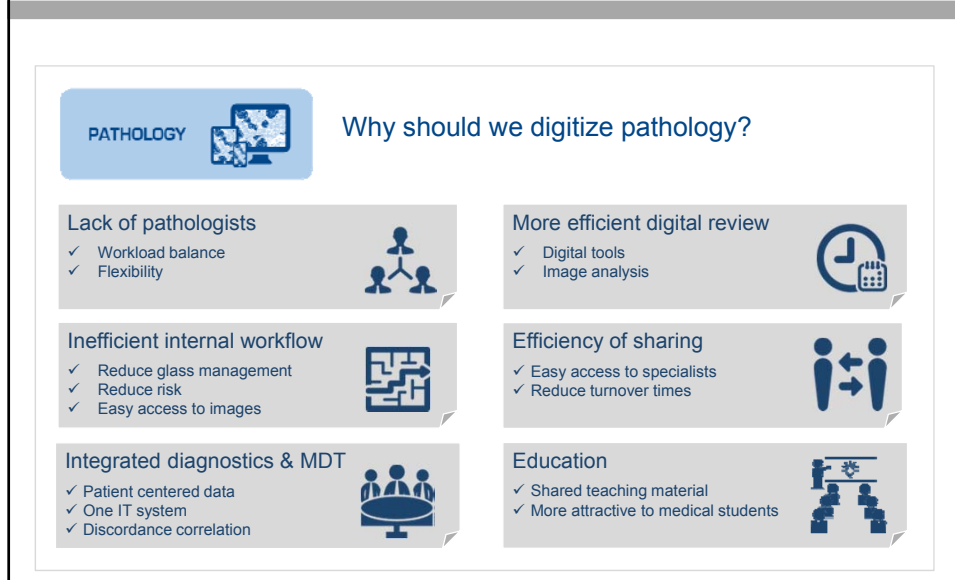 PATHOLOGY
Why should we digitize pathology?
Lack of pathologists
✓ Workload balance
✓ Flexibility
More efficient digital review
✓ Digital tools
✓ Image analysis
Inefficient internal workflow
✓ Reduce glass management
✓ Reduce risk
✓ Easy access to images
Efficiency of sharing
✓ Easy access to specialists
✓ Reduce turnover times
Integrated diagnostics & MDT
✓ Patient centered data
✓ One IT system
✓ Discordance correlation
Education
✓ Shared teaching material
✓ More attractive to medical students